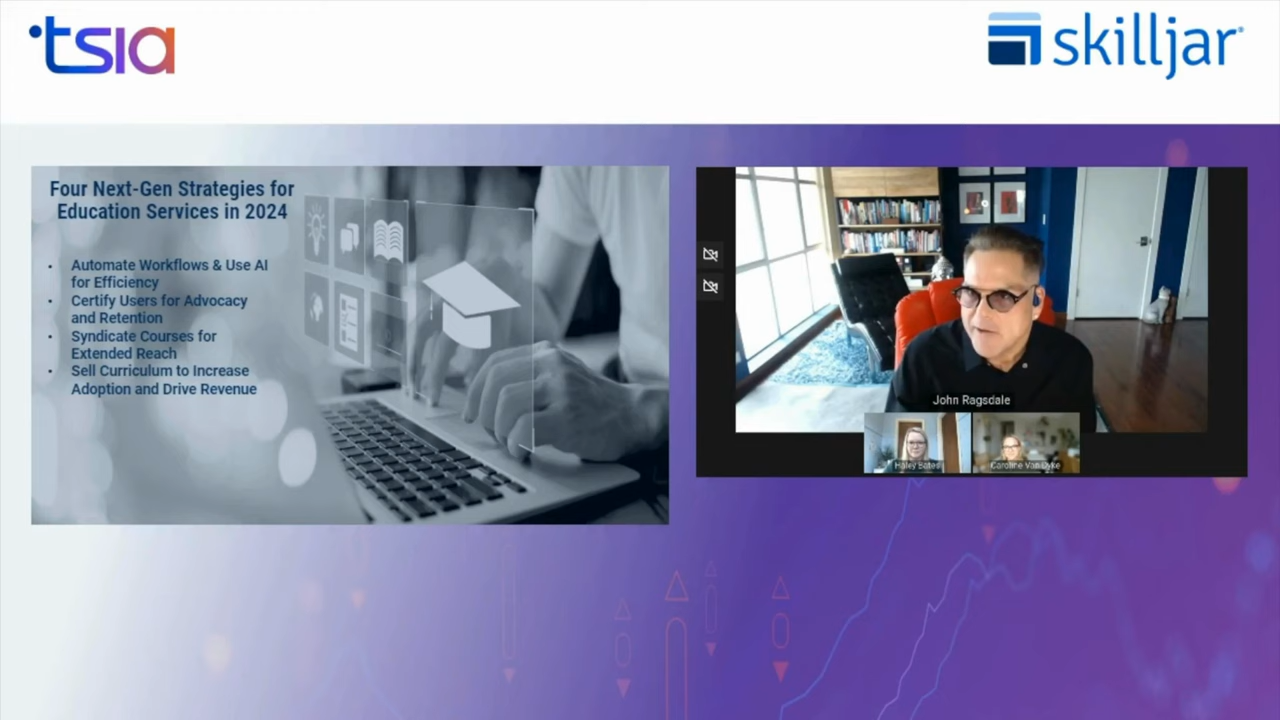 tsia
skilljar
Four Next-Gen Strategies for
Education Services in 2024
• Automate Workflows & Use AI
for Efficiency
• Certify Users for Advocacy
and Retention
• Syndicate Courses for
Extended Reach
• Sell Curriculum to Increase
Adoption and Drive Revenue
John Ragsdale
Haley Bates
Caroline Van Dyke